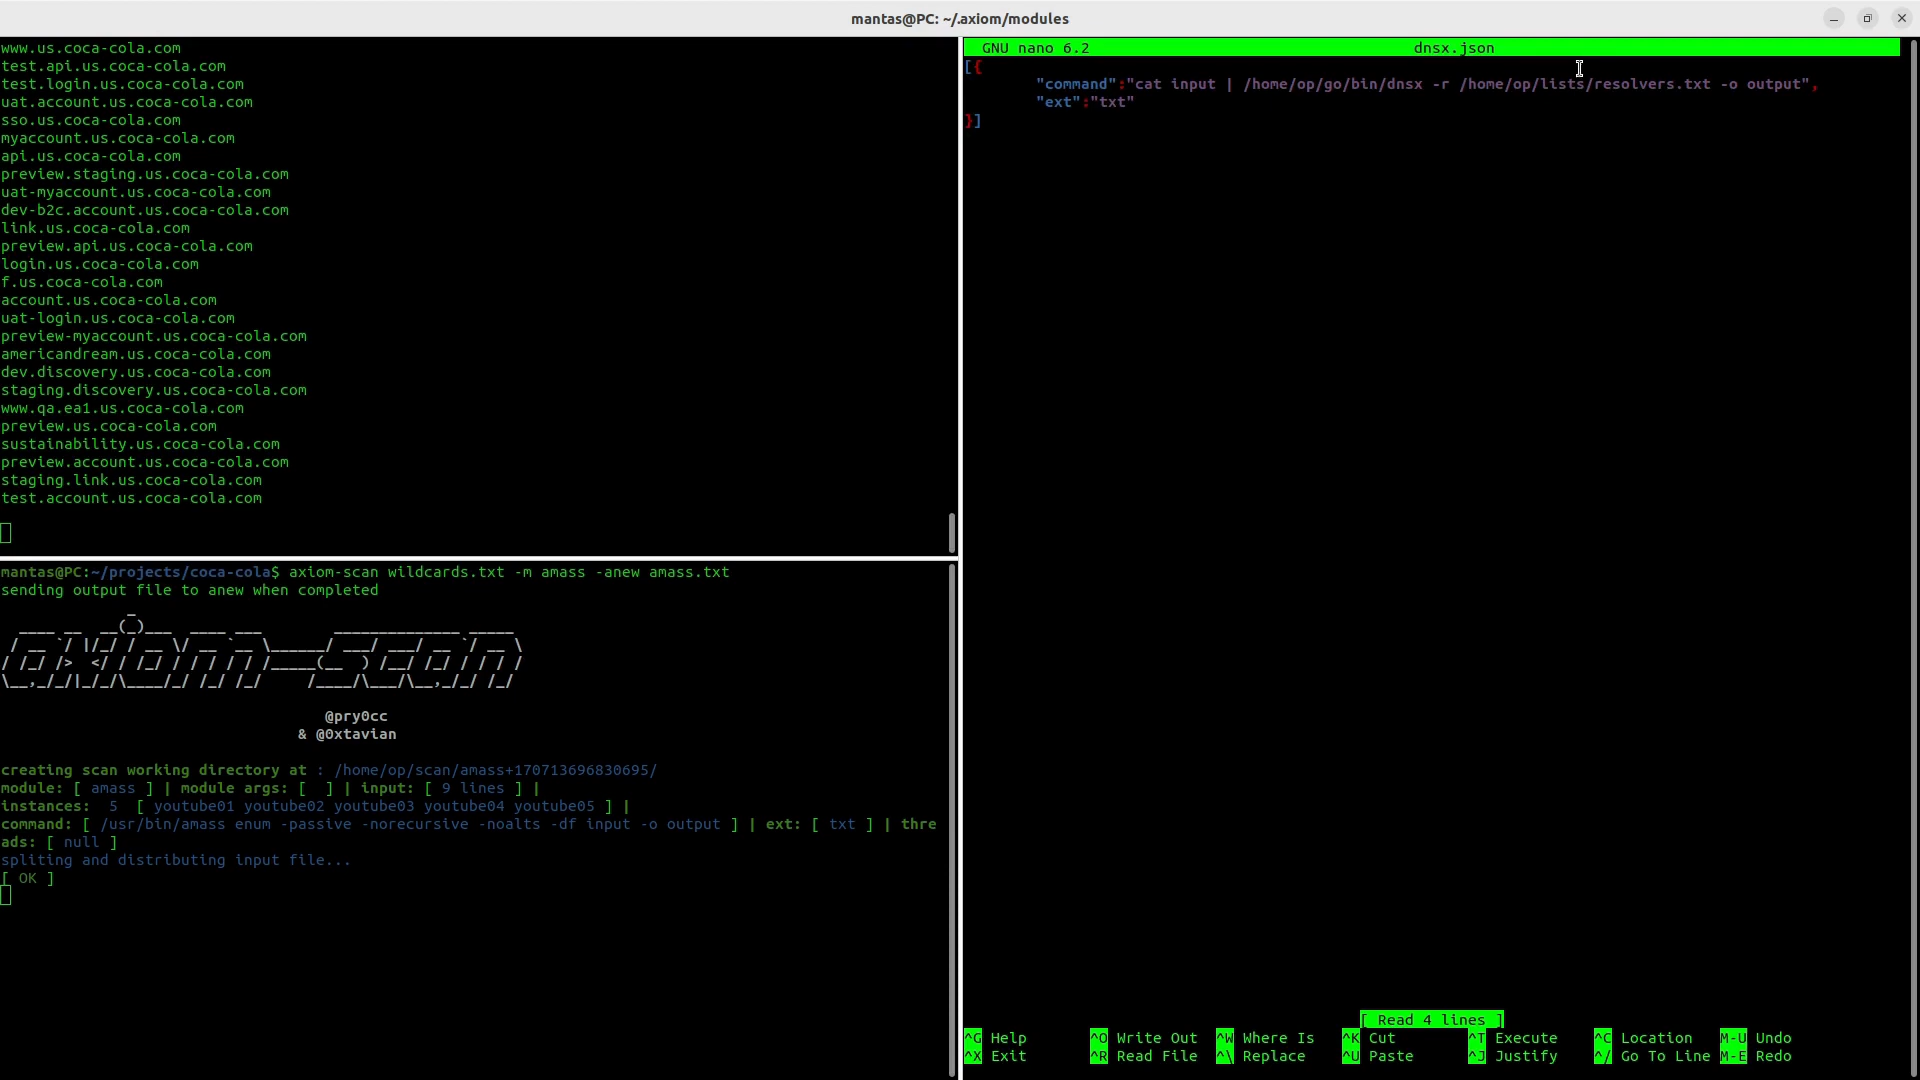 mantas@PC: ~/.axiom/modules
www.us.coca-cola.com
test.api.us.coca-cola.com
test.login.us.coca-cola.com
uat.account.us.coca-cola.com
sso.us.coca-cola.com
myaccount.us.coca-cola.com
api.us.coca-cola.com
preview.staging.us.coca-cola.com
uat-myaccount.us.coca-cola.com
dev-b2c.account.us.coca-cola.com
link.us.coca-cola.com
preview.api.us.coca-cola.com
login.us.coca-cola.com
f.us.coca-cola.com
account.us.coca-cola.com
uat-login.us.coca-cola.com
preview-myaccount.us.coca-cola.com
americandream.us.coca-cola.com
dev.discovery.us.coca-cola.com
staging.discovery.us.coca-cola.com
www.qa.ea1.us.coca-cola.com
preview.us.coca-cola.com
sustainability.us.coca-cola.com
preview.account.us.coca-cola.com
staging.link.us.coca-cola.com
test.account.us.coca-cola.com
mantas@PC:~/projects/coca-cola$ axiom-scan wildcards.txt -m amass -anew amass.txt
sending output file to anew when completed
axiom-scan
@pry0cc
& @0xtavian
creating scan working directory at : /home/op/scan/amass+170713696830695/
module: [ amass ] | module args: [  ] | input: [ 9 lines ] |
instances:  5  [ youtube01 youtube02 youtube03 youtube04 youtube05 ] |
command: [ /usr/bin/amass enum -passive -norecursive -noalts -df input -o output ] | ext: [ txt ] | thre
ads: [ null ]
spliting and distributing input file...
[ OK ]
GNU nano 6.2 dnsx.json
[{
"command":"cat input | /home/op/go/bin/dnsx -r /home/op/lists/resolvers.txt -o output",
"ext":"txt"
}]
[ Read 4 lines ]
^G Help ^O Write Out ^W Where Is ^K Cut ^T Execute ^C Location M-U Undo
^X Exit ^R Read File ^\ Replace ^U Paste ^J Justify ^/ Go To Line M-E Redo